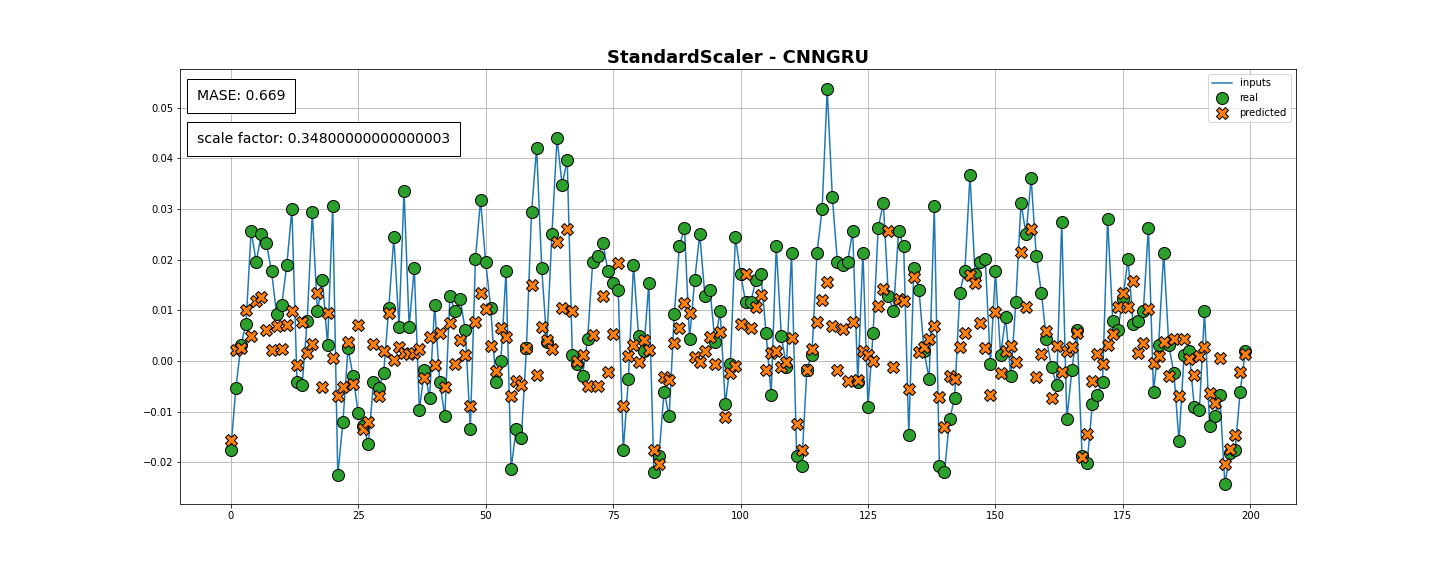 StandardScaler - CNNGRU
MASE: 0.669
scale factor: 0.34800000000000003
inputs
real
predicted
0.05
0.04
0.03
0.02
0.01
0.00
−0.01
−0.02
0 25 50 75 100 125 150 175 200